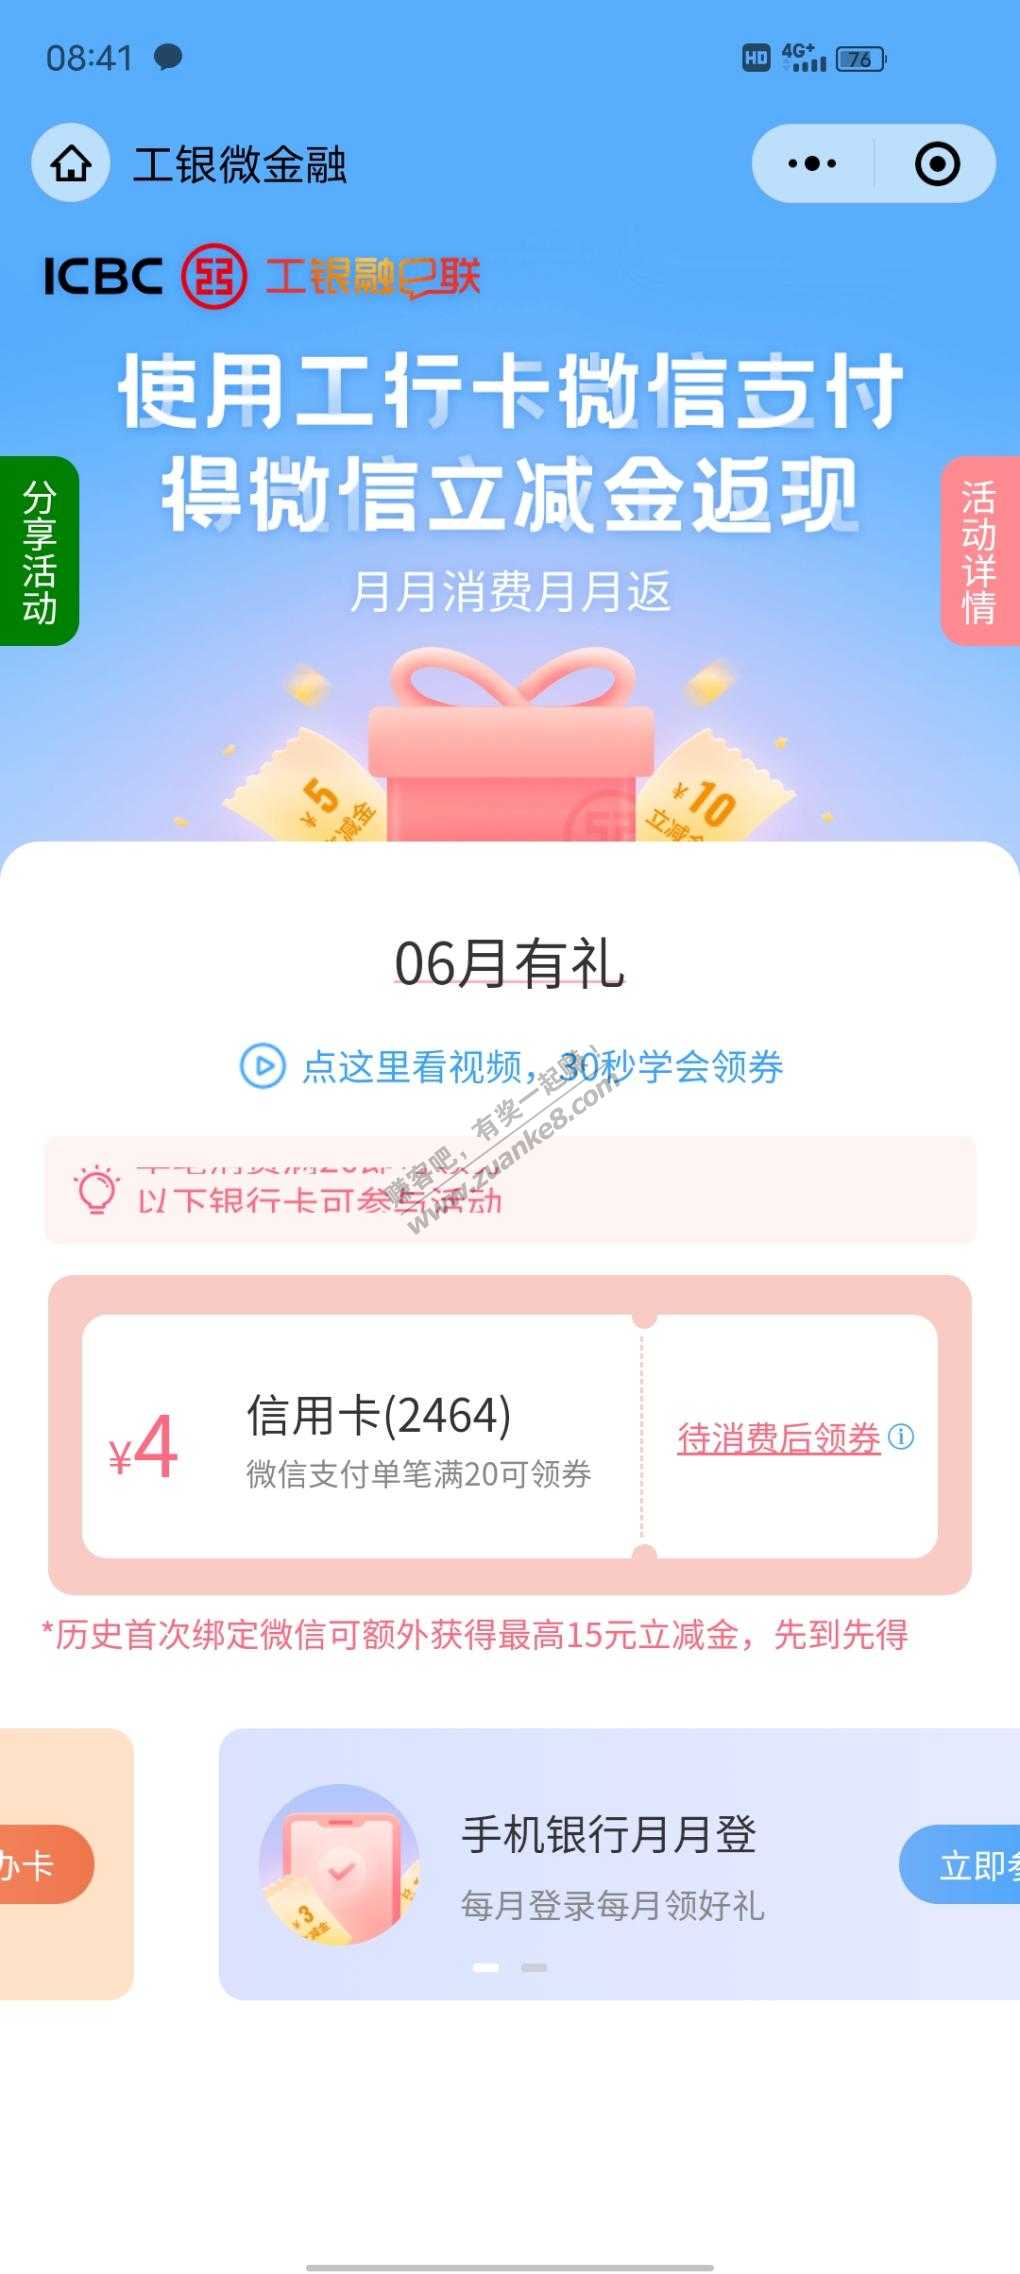 08:41
HD 4G+ 76
工银微金融
ICBC 工银融e联
使用工行卡微信支付
得微信立减金返现
月月消费月月返
分享活动
活动详情
¥5
减金
¥10
立减金
06月有礼
点这里看视频，30秒学会领券
赚客吧，有奖一起赚！
www.zuanke8.com
以下银行卡可参与活动
¥4
信用卡(2464)
微信支付单笔满20可领券
待消费后领券
*历史首次绑定微信可额外获得最高15元立减金，先到先得
办卡
手机银行月月登
每月登录每月领好礼
立即参
¥3
减金